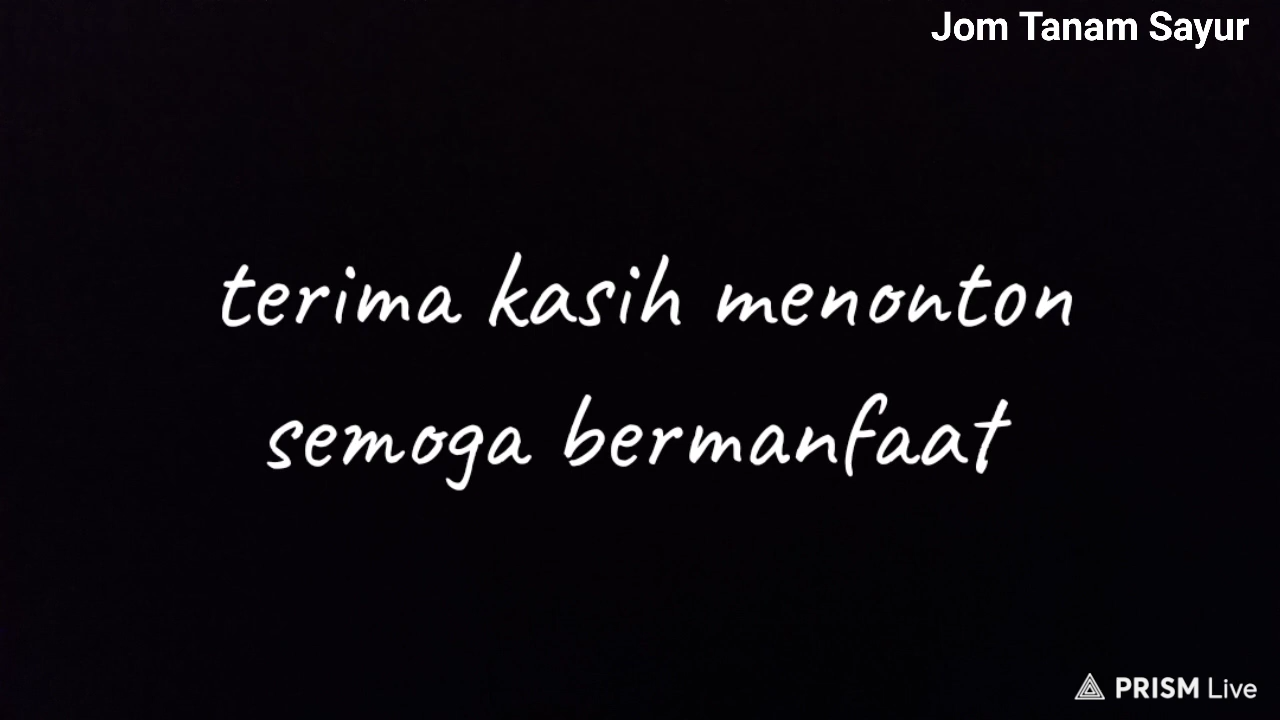 Jom Tanam Sayur
terima kasih menonton
semoga bermanfaat
PRISM Live